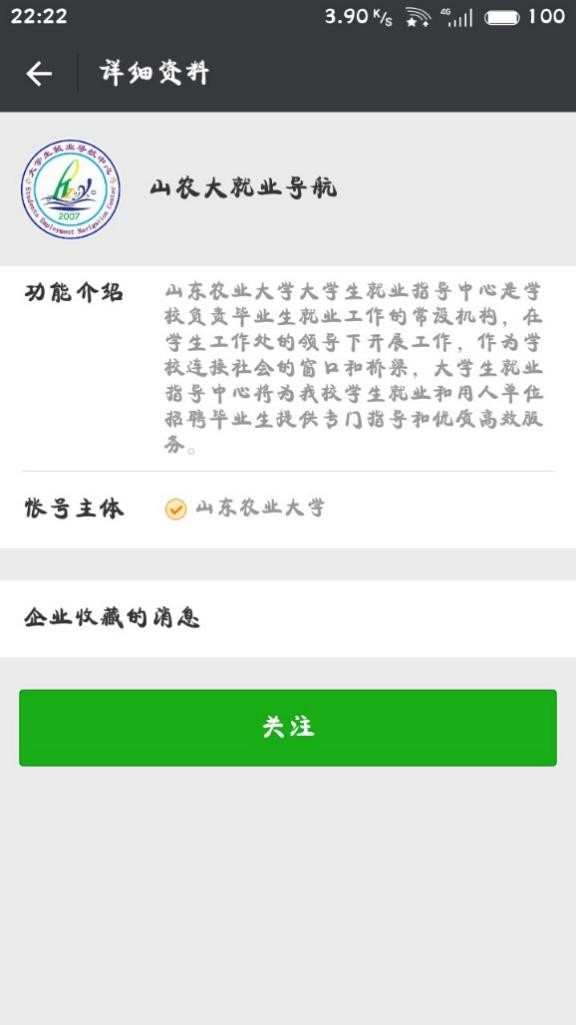 22:22 3.90 K/s 4G 100
详细资料
大学生就业导航中心
Students Employment Navigation Center
2007
山农大就业导航
功能介绍
山东农业大学大学生就业指导中心是学
校负责毕业生就业工作的常设机构，在
学生工作处的领导下开展工作，作为学
校连接社会的窗口和桥梁，大学生就业
指导中心将为我校学生就业和用人单位
招聘毕业生提供专门指导和优质高效服
务。
帐号主体 山东农业大学
企业收藏的消息
关注